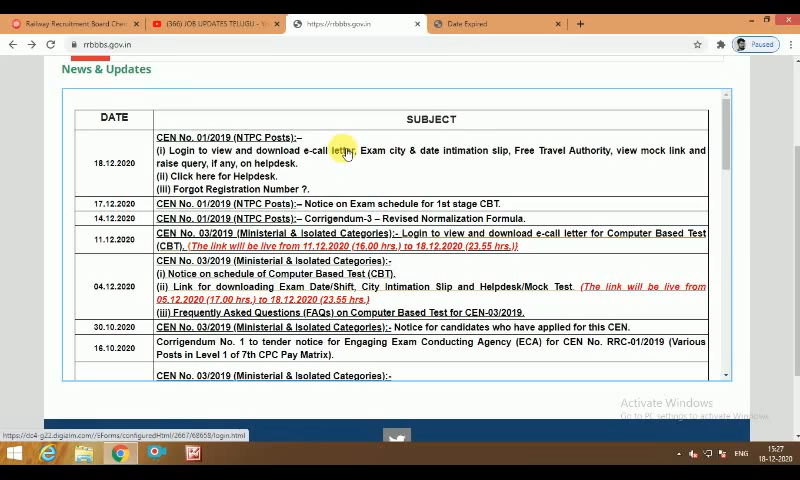 Railway Recruitment Board Chen
(366) JOB UPDATES TELUGU - Yo
https://rrbbbs.gov.in
Date Expired
rrbbbs.gov.in
Paused
News & Updates
DATE
SUBJECT
18.12.2020
CEN No. 01/2019 (NTPC Posts):–
(i) Login to view and download e-call letter, Exam city & date intimation slip, Free Travel Authority, view mock link and
raise query, if any, on helpdesk.
(ii) Click here for Helpdesk.
(iii) Forgot Registration Number ?.
17.12.2020
CEN No. 01/2019 (NTPC Posts):– Notice on Exam schedule for 1st stage CBT.
14.12.2020
CEN No. 01/2019 (NTPC Posts):– Corrigendum-3 – Revised Normalization Formula.
11.12.2020
CEN No. 03/2019 (Ministerial & Isolated Categories):- Login to view and download e-call letter for Computer Based Test
(CBT). (The link will be live from 11.12.2020 (16.00 hrs.) to 18.12.2020 (23.55 hrs.))
04.12.2020
CEN No. 03/2019 (Ministerial & Isolated Categories):-
(i) Notice on schedule of Computer Based Test (CBT).
(ii) Link for downloading Exam Date/Shift, City Intimation Slip and Helpdesk/Mock Test. (The link will be live from
05.12.2020 (17.00 hrs.) to 18.12.2020 (23.55 hrs.)
(iii) Frequently Asked Questions (FAQs) on Computer Based Test for CEN-03/2019.
30.10.2020
CEN No. 03/2019 (Ministerial & Isolated Categories):- Notice for candidates who have applied for this CEN.
16.10.2020
Corrigendum No. 1 to tender notice for Engaging Exam Conducting Agency (ECA) for CEN No. RRC-01/2019 (Various
Posts in Level 1 of 7th CPC Pay Matrix).
CEN No. 03/2019 (Ministerial & Isolated Categories):-
Activate Windows
Go to PC settings to activate Windows.
https://dc4-g22.digialm.com//EForms/configuredHtml/2667/68658/login.html
ENG
15:27
18-12-2020